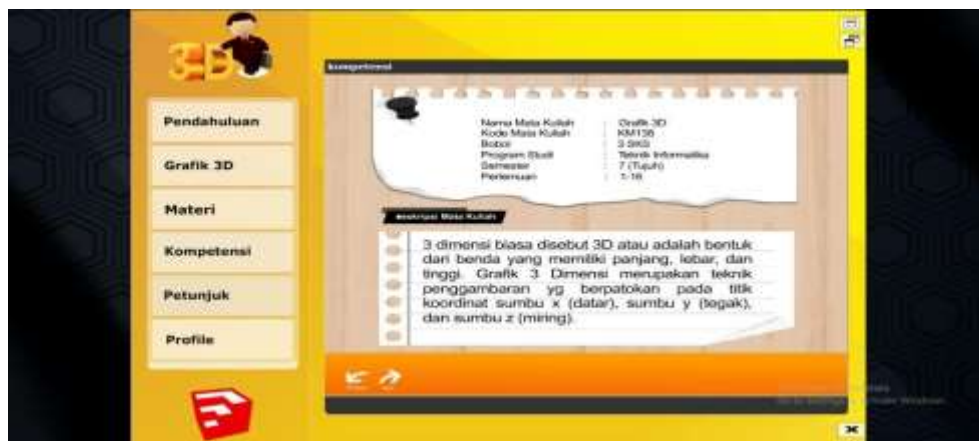 3-D
Pendahuluan
Grafik 3D
Materi
Kompetensi
Petunjuk
Profile
kompetensi
Nama Mata Kuliah : Grafik 3D
Kode Mata Kuliah : KM136
Bobot : 3 SKS
Program Studi : Teknik Informatika
Semester : 7 (Tujuh)
Pertemuan : 1-16
Mata Kuliah
3 dimensi biasa disebut 3D atau adalah bentuk
dari benda yang memiliki panjang, lebar, dan
tinggi. Grafik 3 Dimensi merupakan teknik
penggambaran yg berpatokan pada titik
koordinat sumbu x (datar), sumbu y (tegak),
dan sumbu z (miring).